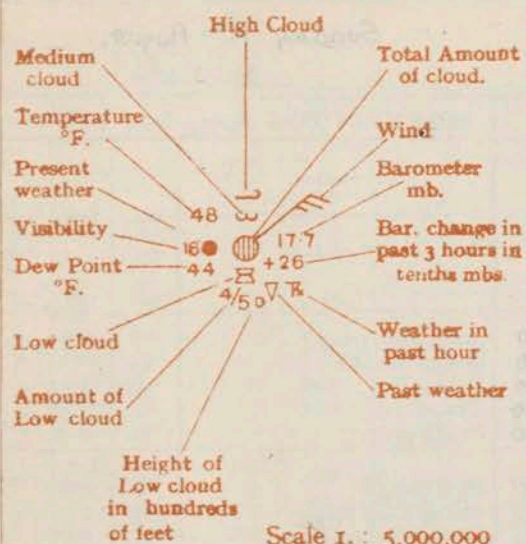 High Cloud
Medium
cloud
Total Amount
of cloud.
Temperature
°F.
Wind
Present
weather
Barometer
mb.
48
Visibility
16
17.7
Bar. change in
past 3 hours in
tenths mbs.
Dew Point
°F.
44
+26
4/50
Low cloud
Weather in
past hour
Amount of
Low cloud
Past weather
Height of
Low cloud
in hundreds
of feet
Scale 1. : 5,000,000